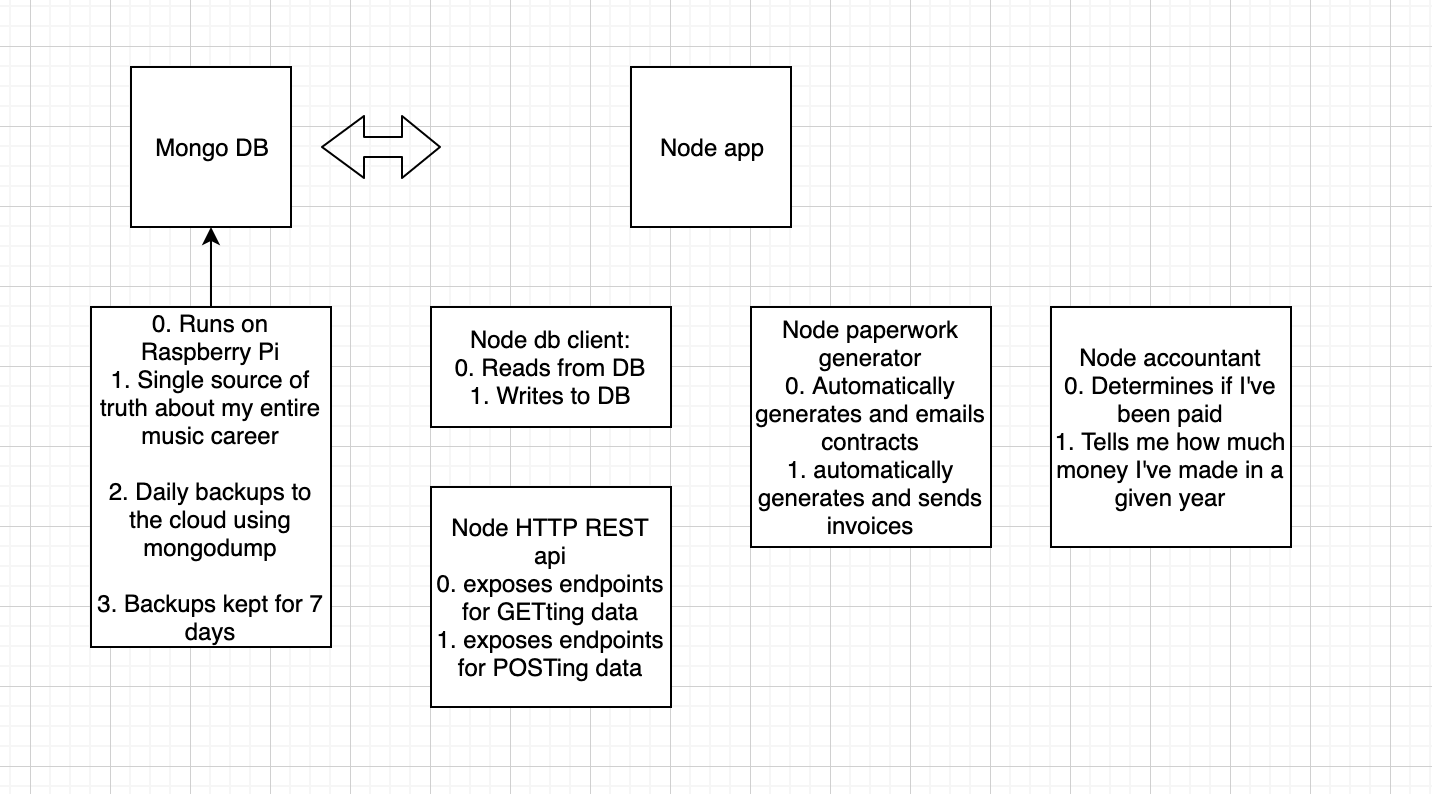 Mongo DB
Node app
0. Runs on
Raspberry Pi
1. Single source of
truth about my entire
music career
2. Daily backups to
the cloud using
mongodump
3. Backups kept for 7
days
Node db client:
0. Reads from DB
1. Writes to DB
Node HTTP REST
api
0. exposes endpoints
for GETting data
1. exposes endpoints
for POSTing data
Node paperwork
generator
0. Automatically
generates and emails
contracts
1. automatically
generates and sends
invoices
Node accountant
0. Determines if I've
been paid
1. Tells me how much
money I've made in a
given year